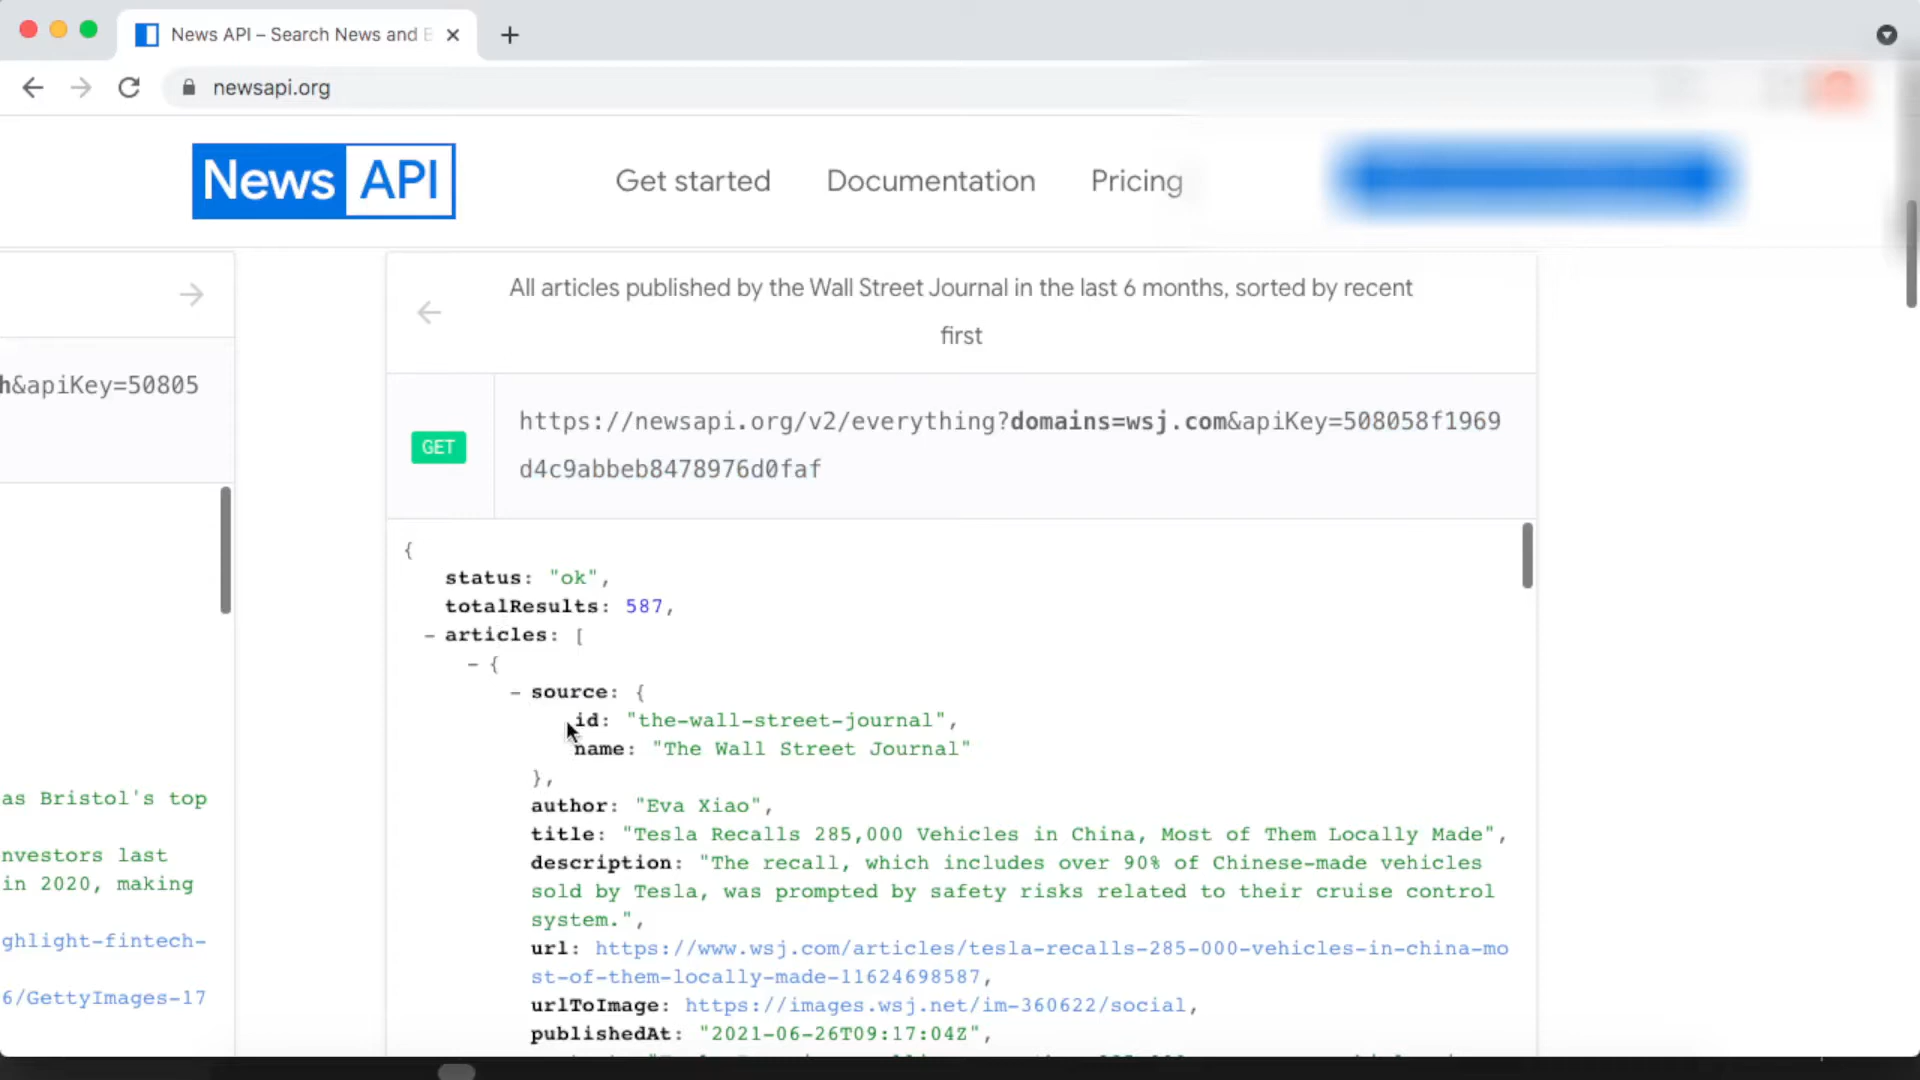 News API – Search News and
newsapi.org
News API
Get started
Documentation
Pricing
All articles published by the Wall Street Journal in the last 6 months, sorted by recent
first
h&apiKey=50805
GET
https://newsapi.org/v2/everything?domains=wsj.com&apiKey=508058f1969
d4c9abbeb8478976d0faf
as Bristol's top
nvestors last
in 2020, making
ghlight-fintech-
6/GettyImages-17
{
status: "ok",
totalResults: 587,
– articles: [
– {
– source: {
id: "the-wall-street-journal",
name: "The Wall Street Journal"
},
author: "Eva Xiao",
title: "Tesla Recalls 285,000 Vehicles in China, Most of Them Locally Made",
description: "The recall, which includes over 90% of Chinese-made vehicles
sold by Tesla, was prompted by safety risks related to their cruise control
system.",
url: https://www.wsj.com/articles/tesla-recalls-285-000-vehicles-in-china-mo
st-of-them-locally-made-11624698587,
urlToImage: https://images.wsj.net/im-360622/social,
publishedAt: "2021-06-26T09:17:04Z",